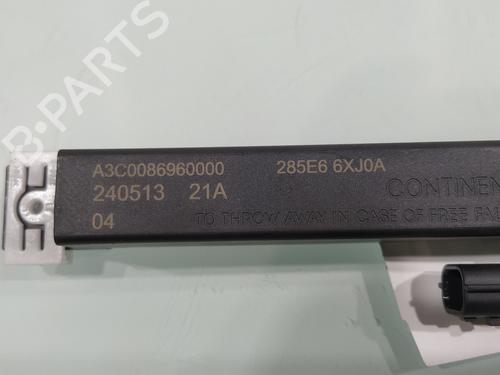 B-PARTS
A3C0086960000 285E6 6XJ0A
240513 21A CONTINEN
04 TO THROW AWAY IN CASE OF FREE FAL